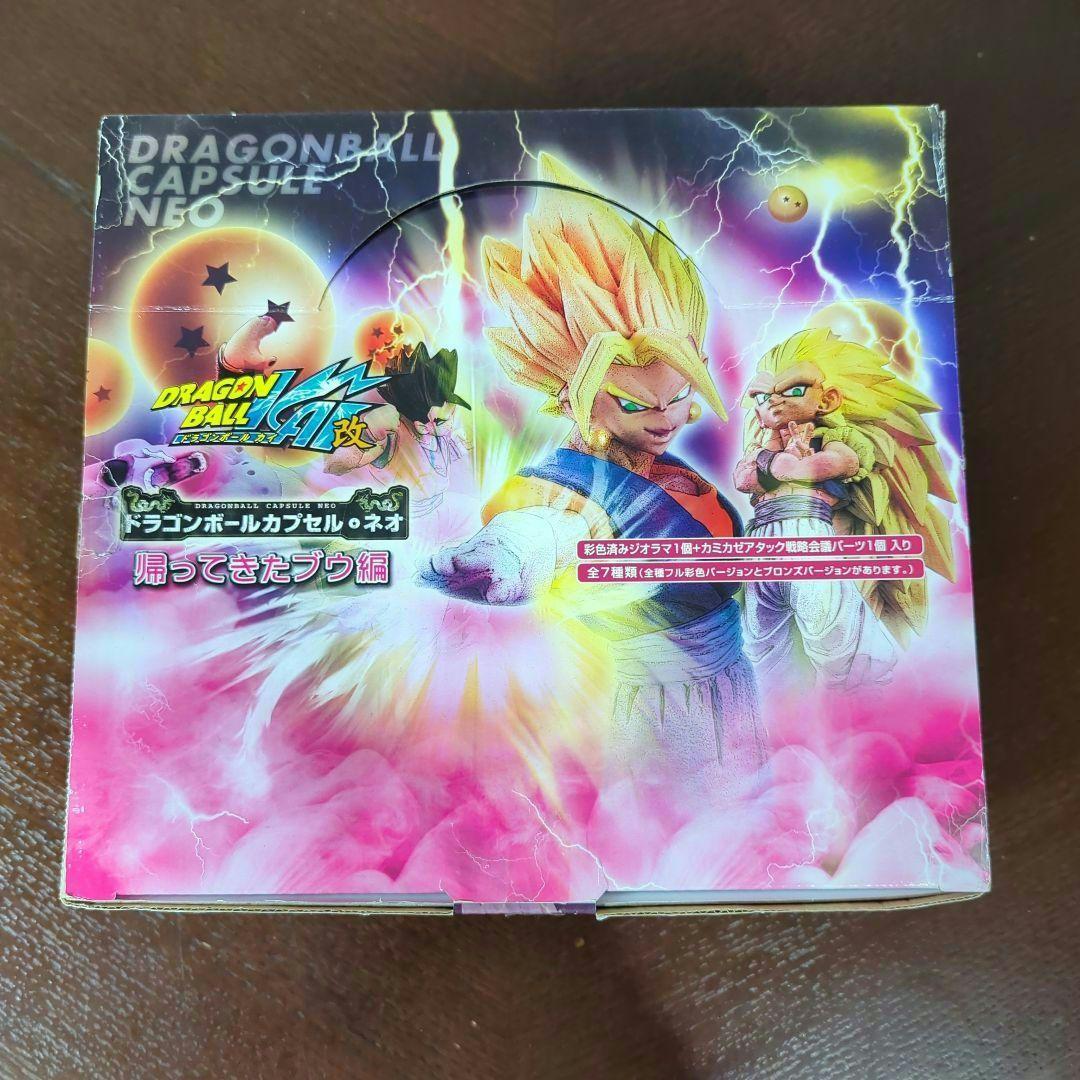 DRAGONBALL
CAPSULE
NEO
DRAGON
BALL KAI 改
ドラゴンボール カイ
DRAGONBALL CAPSULE NEO
ドラゴンボールカプセル・ネオ
帰ってきたブウ編
彩色済みジオラマ1個+カミカゼアタック戦略会議パーツ1個 入り
全7種類(全種フル彩色バージョンとブロンズバージョンがあります。)